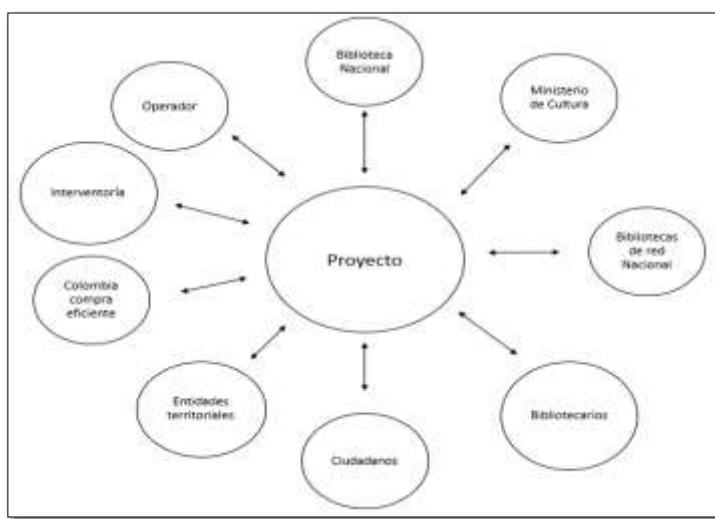 Biblioteca
Nacional
Ministerio
de Cultura
Operador
Interventoría
Bibliotecas
de red
Nacional
Proyecto
Colombia
compra
eficiente
Entidades
territoriales
Bibliotecarios
Ciudadanos